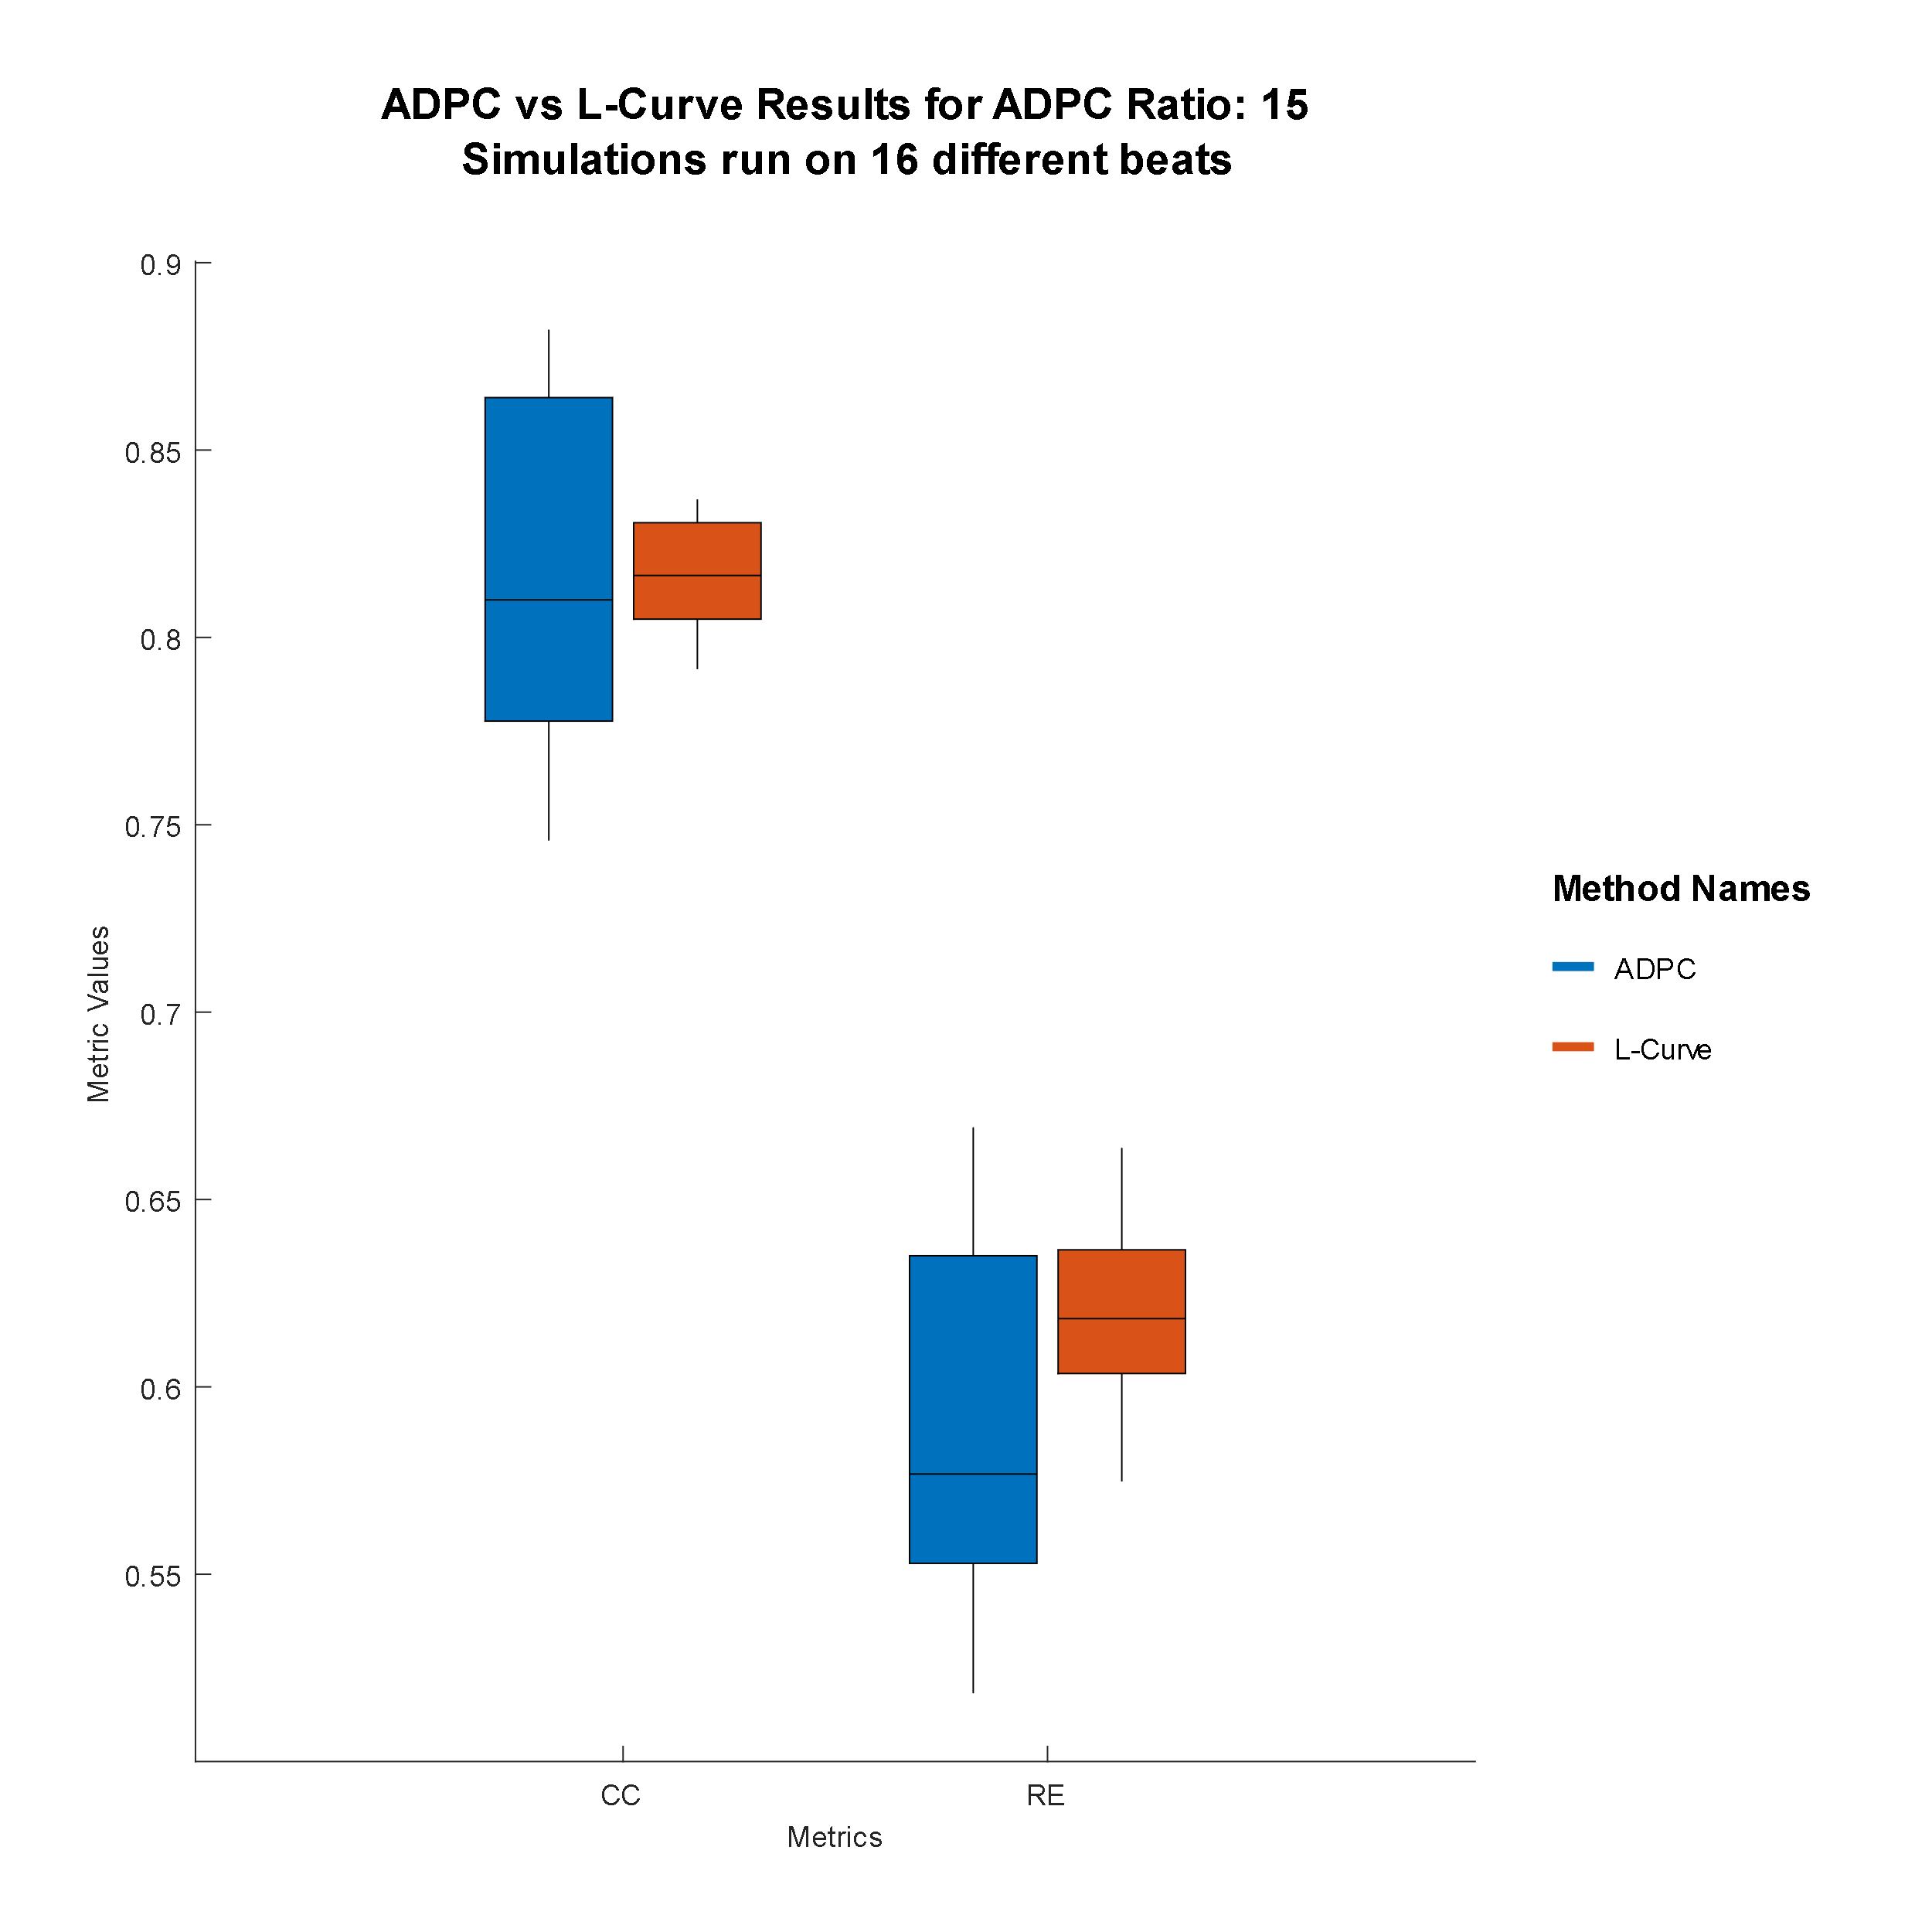 ADPC vs L-Curve Results for ADPC Ratio: 15
Simulations run on 16 different beats
0.9
0.85
0.8
0.75
0.7
0.65
0.6
0.55
Metric Values
CC
RE
Metrics
Method Names
ADPC
L-Curve